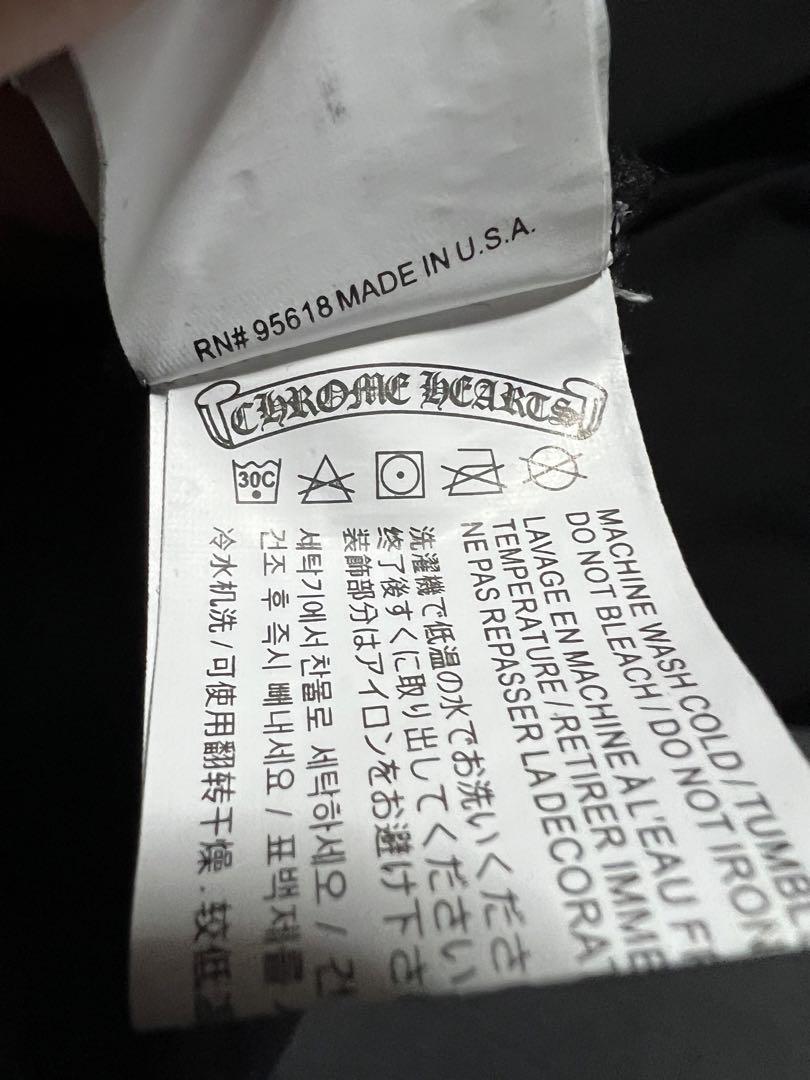 RN# 95618 MADE IN U.S.A.
CHROME HEARTS
30C
MACHINE WASH COLD / TUMBL
DO NOT BLEACH / DO NOT IRON
LAVAGE EN MACHINE À L'EAU
TEMPERATURE / RETIRER IMME
NE PAS REPASSER LA DECORA
洗濯機で低温の水でお洗いくださ
終了後すぐに取り出してください
装飾部分はアイロンをお避け下さ
세탁기에서 찬물로 세탁하세요 /
건조 후 즉시 빼내세요 / 표백제를
冷水机洗 / 可使用翻转干燥 . 较低